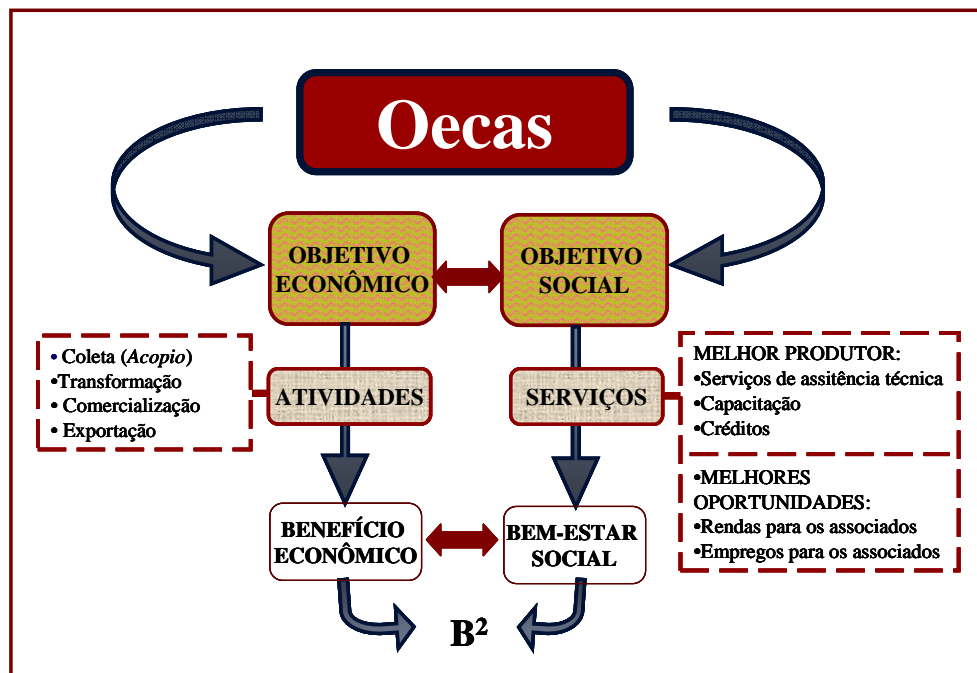 Oecas
OBJETIVO
ECONÔMICO
OBJETIVO
SOCIAL
• Coleta (Acopio)
•Transformação
• Comercialização
• Exportação
ATIVIDADES
SERVIÇOS
MELHOR PRODUTOR:
•Serviços de assitência técnica
•Capacitação
•Créditos
•MELHORES
OPORTUNIDADES:
•Rendas para os associados
•Empregos para os associados
BENEFÍCIO
ECONÔMICO
BEM-ESTAR
SOCIAL
B²